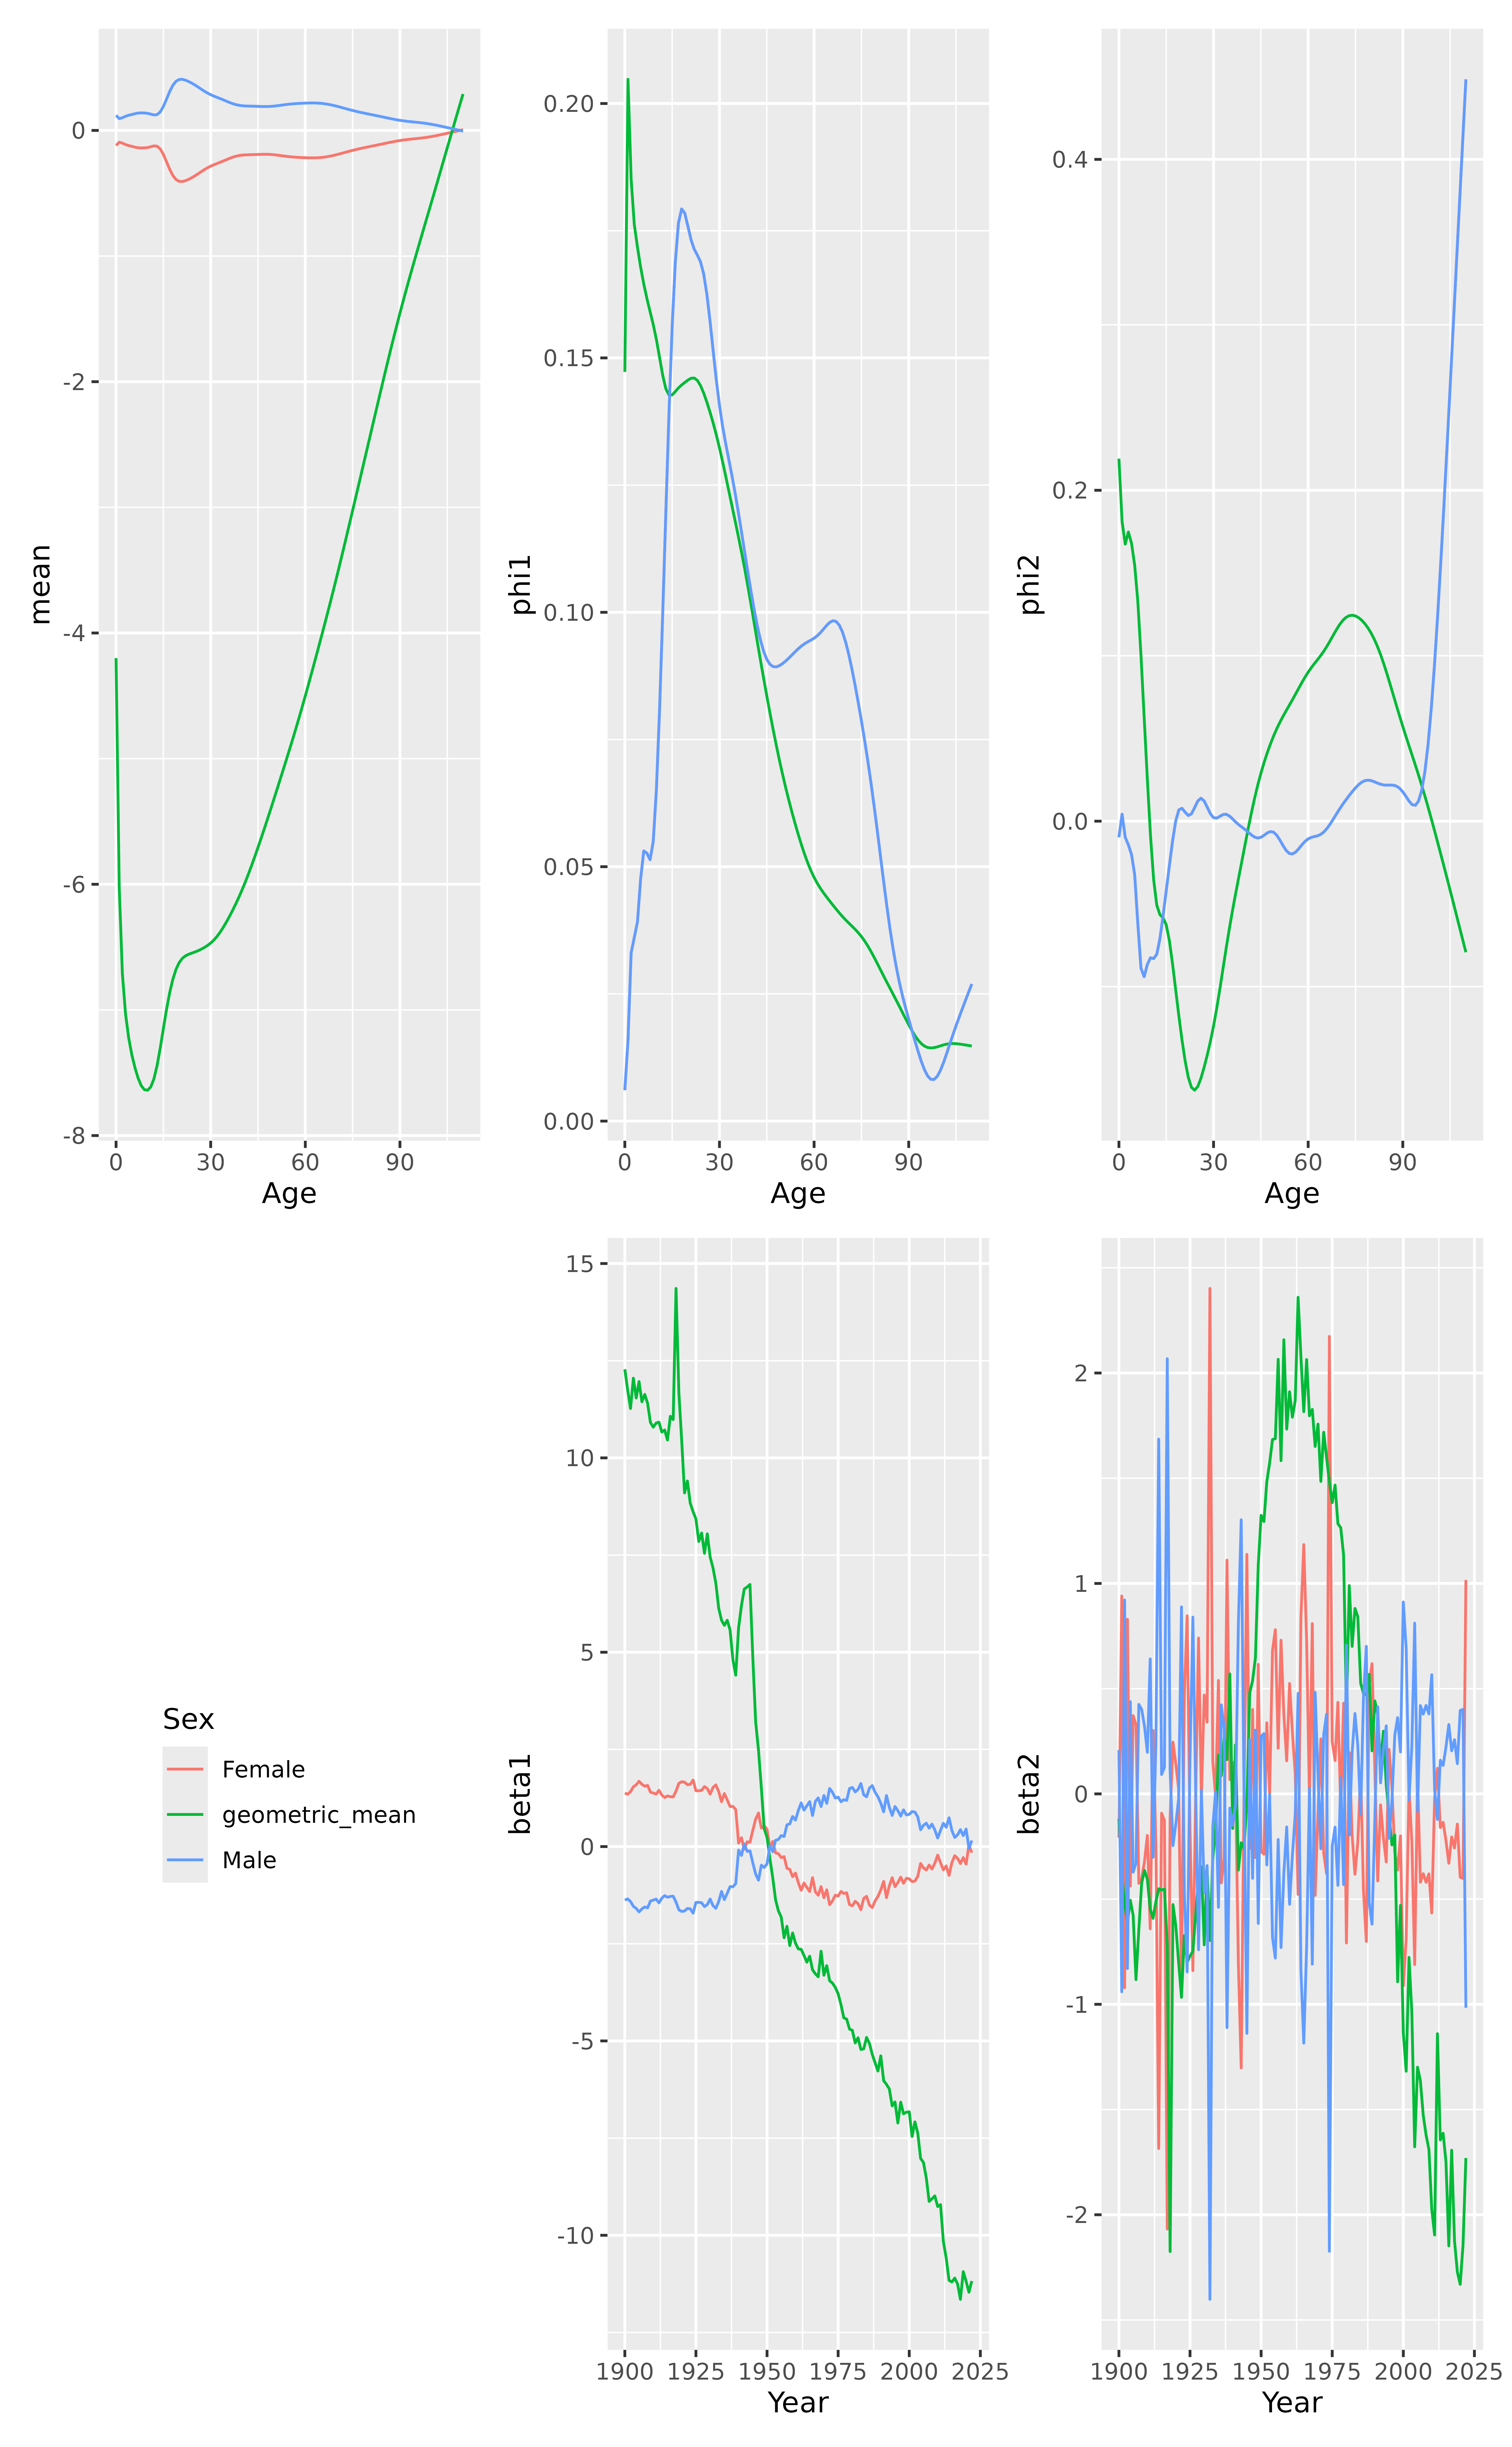 mean
0
-2
-4
-6
-8
0 30 60 90
Age
phi1
0.20
0.15
0.10
0.05
0.00
0 30 60 90
Age
phi2
0.4
0.2
0.0
0 30 60 90
Age
Sex
Female
geometric_mean
Male
beta1
15
10
5
0
-5
-10
1900 1925 1950 1975 2000 2025
Year
beta2
2
1
0
-1
-2
1900 1925 1950 1975 2000 2025
Year